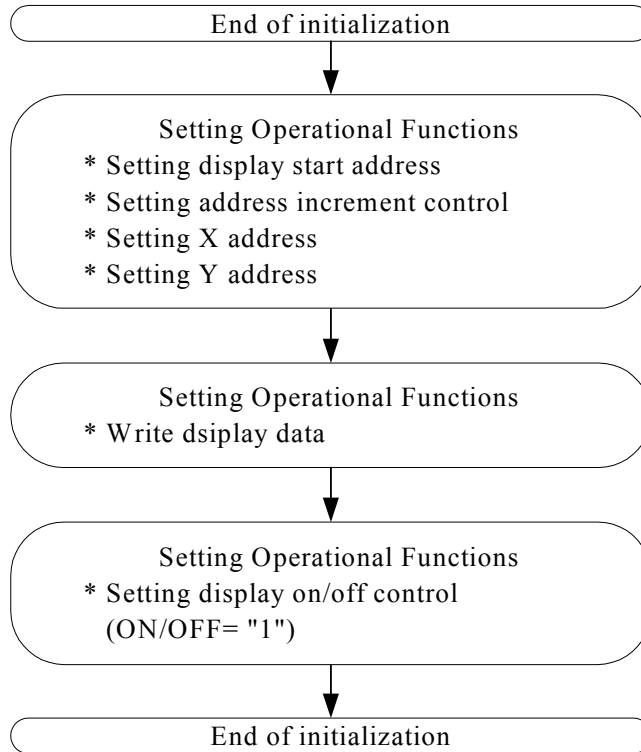 End of initialization
Setting Operational Functions
* Setting display start address
* Setting address increment control
* Setting X address
* Setting Y address
Setting Operational Functions
* Write dsiplay data
Setting Operational Functions
* Setting display on/off control
(ON/OFF= "1")
End of initialization